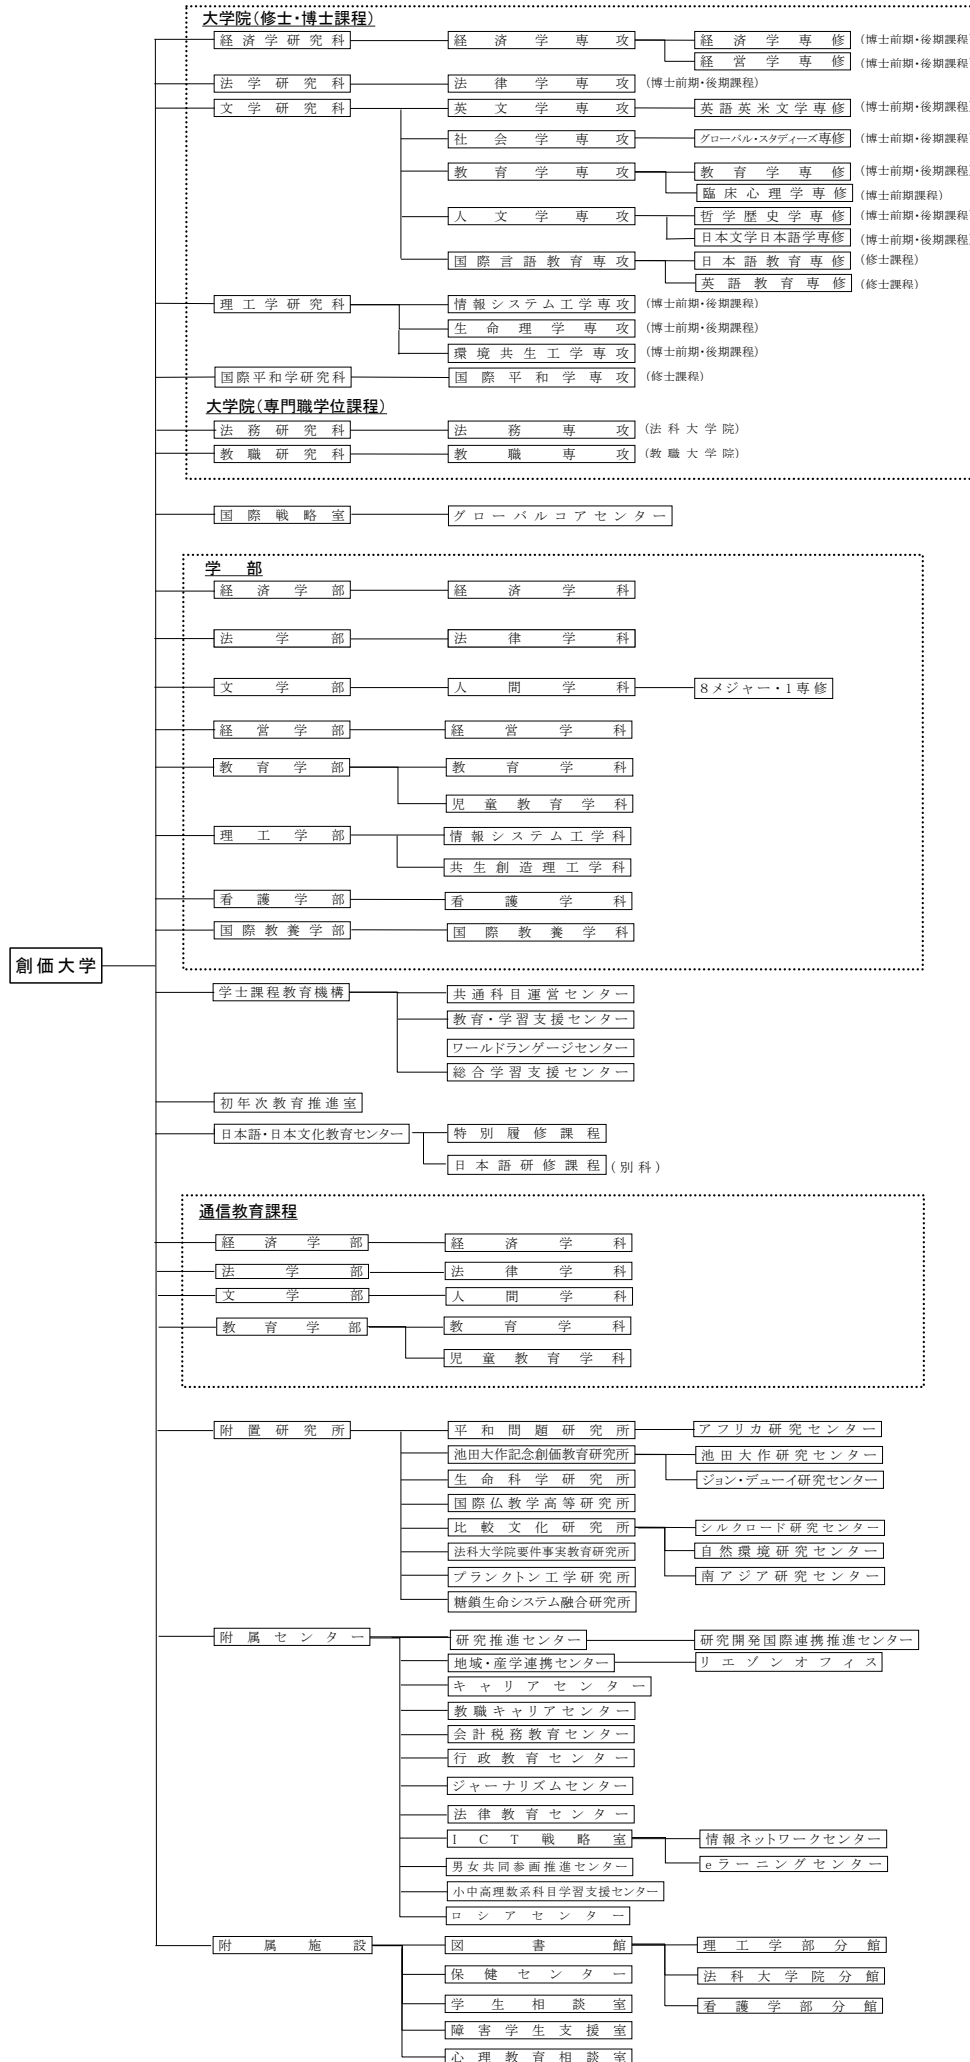 大学院(修士・博士課程)
経済学研究科 経済学専攻 経済学専修 (博士前期・後期課程)
経営学専修 (博士前期・後期課程)
法学研究科 法律学専攻 (博士前期・後期課程)
文学研究科 英文学専攻 英語英米文学専修 (博士前期・後期課程)
社会学専攻 グローバル・スタディーズ専修 (博士前期・後期課程)
教育学専攻 教育学専修 (博士前期・後期課程)
臨床心理学専修 (博士前期課程)
人文学専攻 哲学歴史学専修 (博士前期・後期課程)
日本文学日本語学専修 (博士前期・後期課程)
国際言語教育専攻 日本語教育専修 (修士課程)
英語教育専修 (修士課程)
理工学研究科 情報システム工学専攻 (博士前期・後期課程)
生命理学専攻 (博士前期・後期課程)
環境共生工学専攻 (博士前期・後期課程)
国際平和学研究科 国際平和学専攻 (修士課程)
大学院(専門職学位課程)
法務研究科 法務専攻 (法科大学院)
教職研究科 教職専攻 (教職大学院)
国際戦略室 グローバルコアセンター
学部
経済学部 経済学科
法学部 法律学科
文学部 人間学科 8メジャー・1専修
経営学部 経営学科
教育学部 教育学科
児童教育学科
理工学部 情報システム工学科
共生創造理工学科
看護学部 看護学科
国際教養学部 国際教養学科
創価大学
学士課程教育機構 共通科目運営センター
教育・学習支援センター
ワールドランゲージセンター
総合学習支援センター
初年次教育推進室
日本語・日本文化教育センター 特別履修課程
日本語研修課程 (別科)
通信教育課程
経済学部 経済学科
法学部 法律学科
文学部 人間学科
教育学部 教育学科
児童教育学科
附置研究所 平和問題研究所 アフリカ研究センター
池田大作記念創価教育研究所 池田大作研究センター
生命科学研究所 ジョン・デューイ研究センター
国際仏教学高等研究所
比較文化研究所 シルクロード研究センター
法科大学院要件事実教育研究所 自然環境研究センター
プランクトン工学研究所 南アジア研究センター
糖鎖生命システム融合研究所
附属センター 研究推進センター 研究開発国際連携推進センター
地域・産学連携センター リエゾンオフィス
キャリアセンター
教職キャリアセンター
会計税務教育センター
行政教育センター
ジャーナリズムセンター
法律教育センター
ICT戦略室 情報ネットワークセンター
男女共同参画推進センター eラーニングセンター
小中高理数系科目学習支援センター
ロシアセンター
附属施設 図書館 理工学部分館
保健センター 法科大学院分館
学生相談室 看護学部分館
障害学生支援室
心理教育相談室